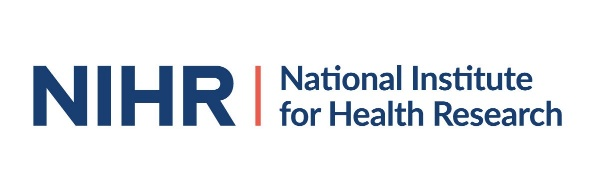 NIHR
National Institute
for Health Research